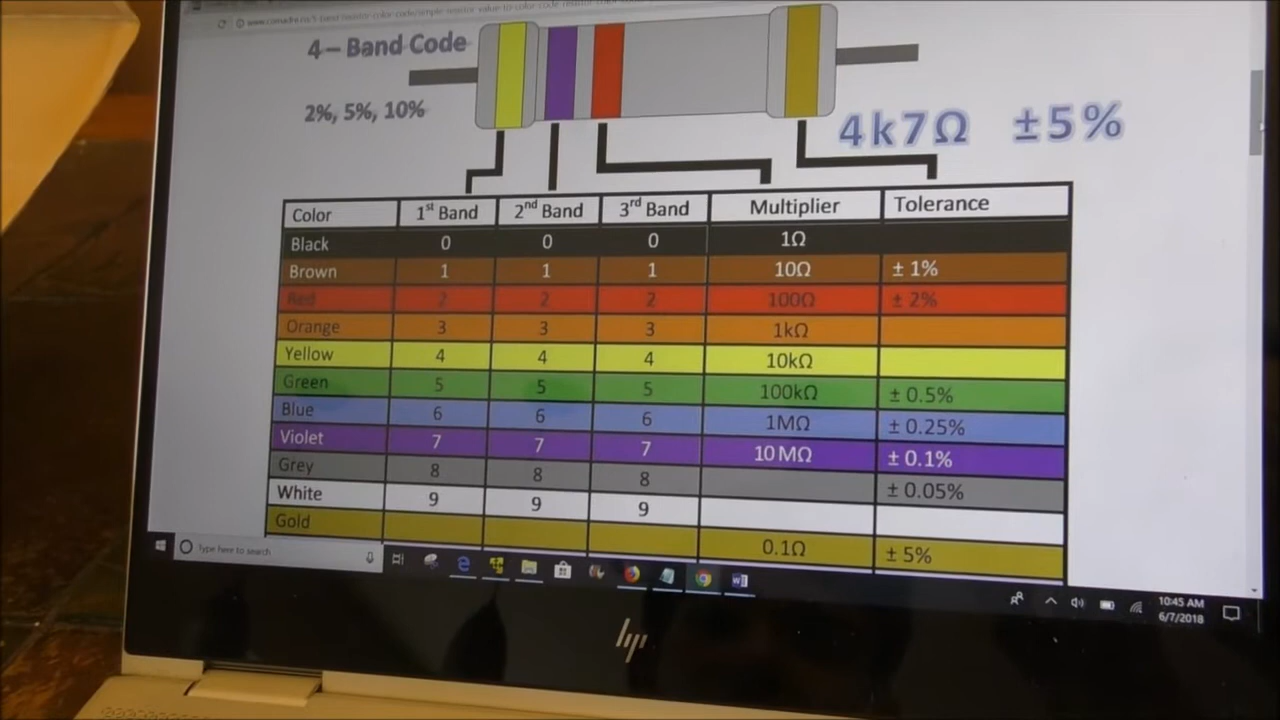 4 – Band Code
2%, 5%, 10%
4k7Ω ±5%
Color 1st Band 2nd Band 3rd Band Multiplier Tolerance
Black 0 0 0 1Ω
Brown 1 1 1 10Ω ± 1%
Red 2 2 2 100Ω ± 2%
Orange 3 3 3 1kΩ
Yellow 4 4 4 10kΩ
Green 5 5 5 100kΩ ± 0.5%
Blue 6 6 6 1MΩ ± 0.25%
Violet 7 7 7 10 MΩ ± 0.1%
Grey 8 8 8 ± 0.05%
White 9 9 9
Gold 0.1Ω ± 5%
Type here to search
10:45 AM
6/7/2018
hp